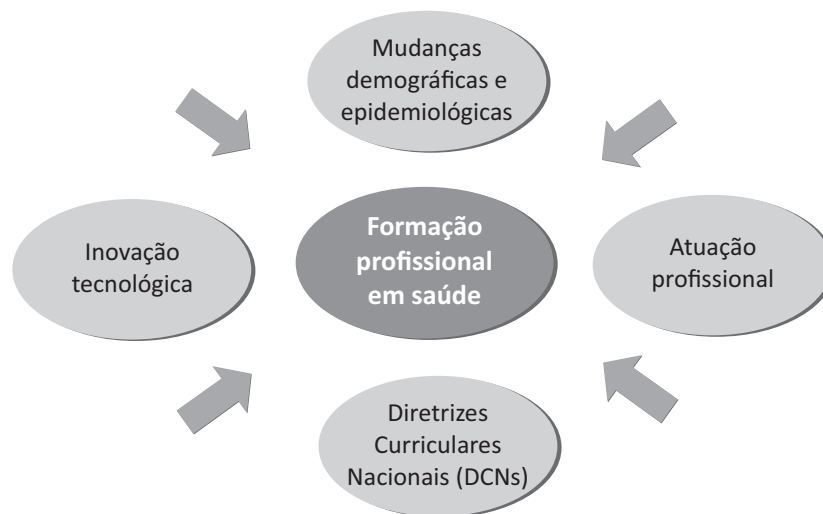 Mudanças
demográficas e
epidemiológicas
Inovação
tecnológica
Formação
profissional
em saúde
Atuação
profissional
Diretrizes
Curriculares
Nacionais (DCNs)